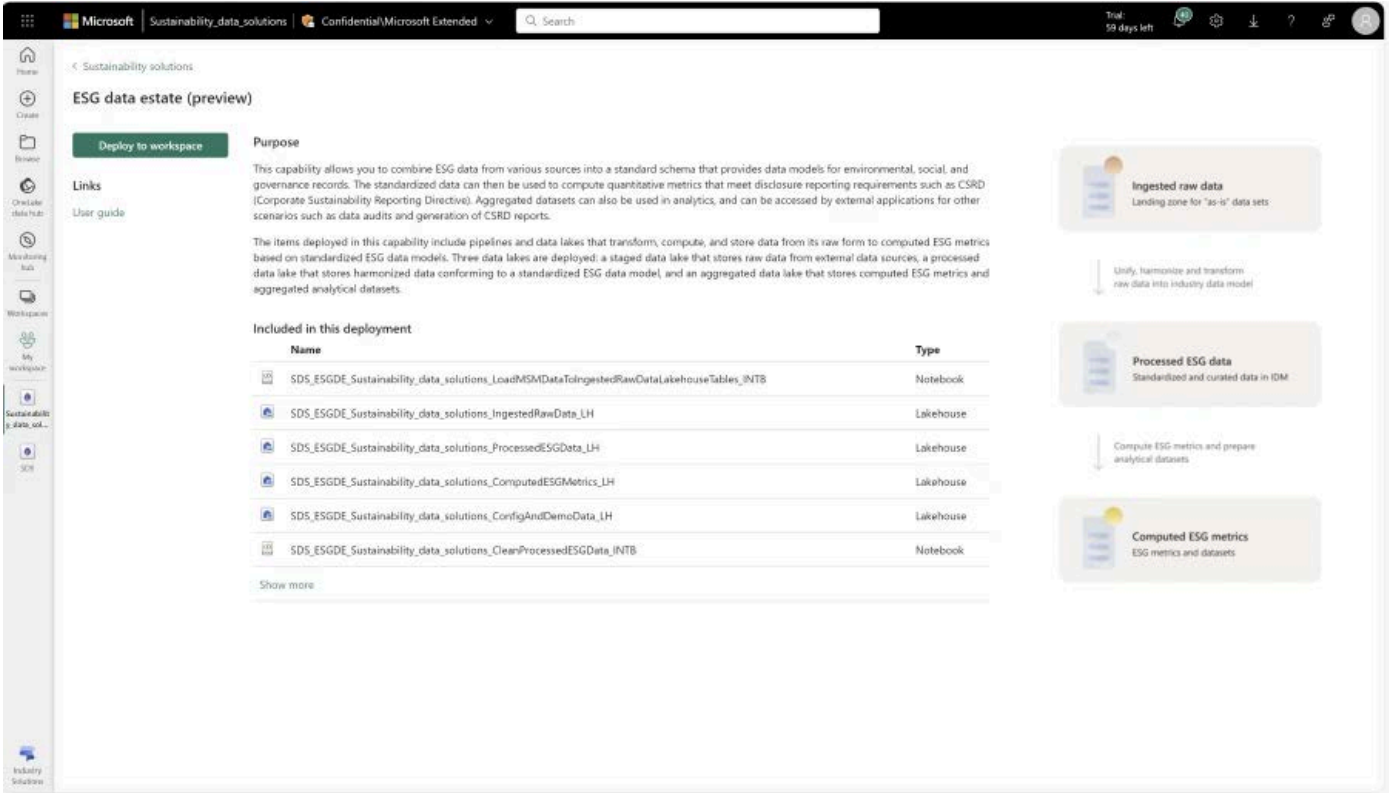 Microsoft
Sustainability_data_solutions
Confidential\Microsoft Extended
Search
Trial:
59 days left
Home
Create
Browse
OneLake
data hub
Monitoring
hub
Workspaces
My
workspace
Sustainabilit
y_data_sol...
SDS
Industry
Solutions
< Sustainability solutions
ESG data estate (preview)
Deploy to workspace
Links
User guide
Purpose
This capability allows you to combine ESG data from various sources into a standard schema that provides data models for environmental, social, and
governance records. The standardized data can then be used to compute quantitative metrics that meet disclosure reporting requirements such as CSRD
(Corporate Sustainability Reporting Directive). Aggregated datasets can also be used in analytics, and can be accessed by external applications for other
scenarios such as data audits and generation of CSRD reports.
The items deployed in this capability include pipelines and data lakes that transform, compute, and store data from its raw form to computed ESG metrics
based on standardized ESG data models. Three data lakes are deployed: a staged data lake that stores raw data from external data sources, a processed
data lake that stores harmonized data conforming to a standardized ESG data model, and an aggregated data lake that stores computed ESG metrics and
aggregated analytical datasets.
Included in this deployment
Name Type
SDS_ESGDE_Sustainability_data_solutions_LoadMSMDataToIngestedRawDataLakehouseTables_INTB Notebook
SDS_ESGDE_Sustainability_data_solutions_IngestedRawData_LH Lakehouse
SDS_ESGDE_Sustainability_data_solutions_ProcessedESGData_LH Lakehouse
SDS_ESGDE_Sustainability_data_solutions_ComputedESGMetrics_LH Lakehouse
SDS_ESGDE_Sustainability_data_solutions_ConfigAndDemoData_LH Lakehouse
SDS_ESGDE_Sustainability_data_solutions_CleanProcessedESGData_INTB Notebook
Show more
Ingested raw data
Landing zone for "as-is" data sets
Unify, harmonize and transform
raw data into industry data model
Processed ESG data
Standardized and curated data in IDM
Compute ESG metrics and prepare
analytical datasets
Computed ESG metrics
ESG metrics and datasets